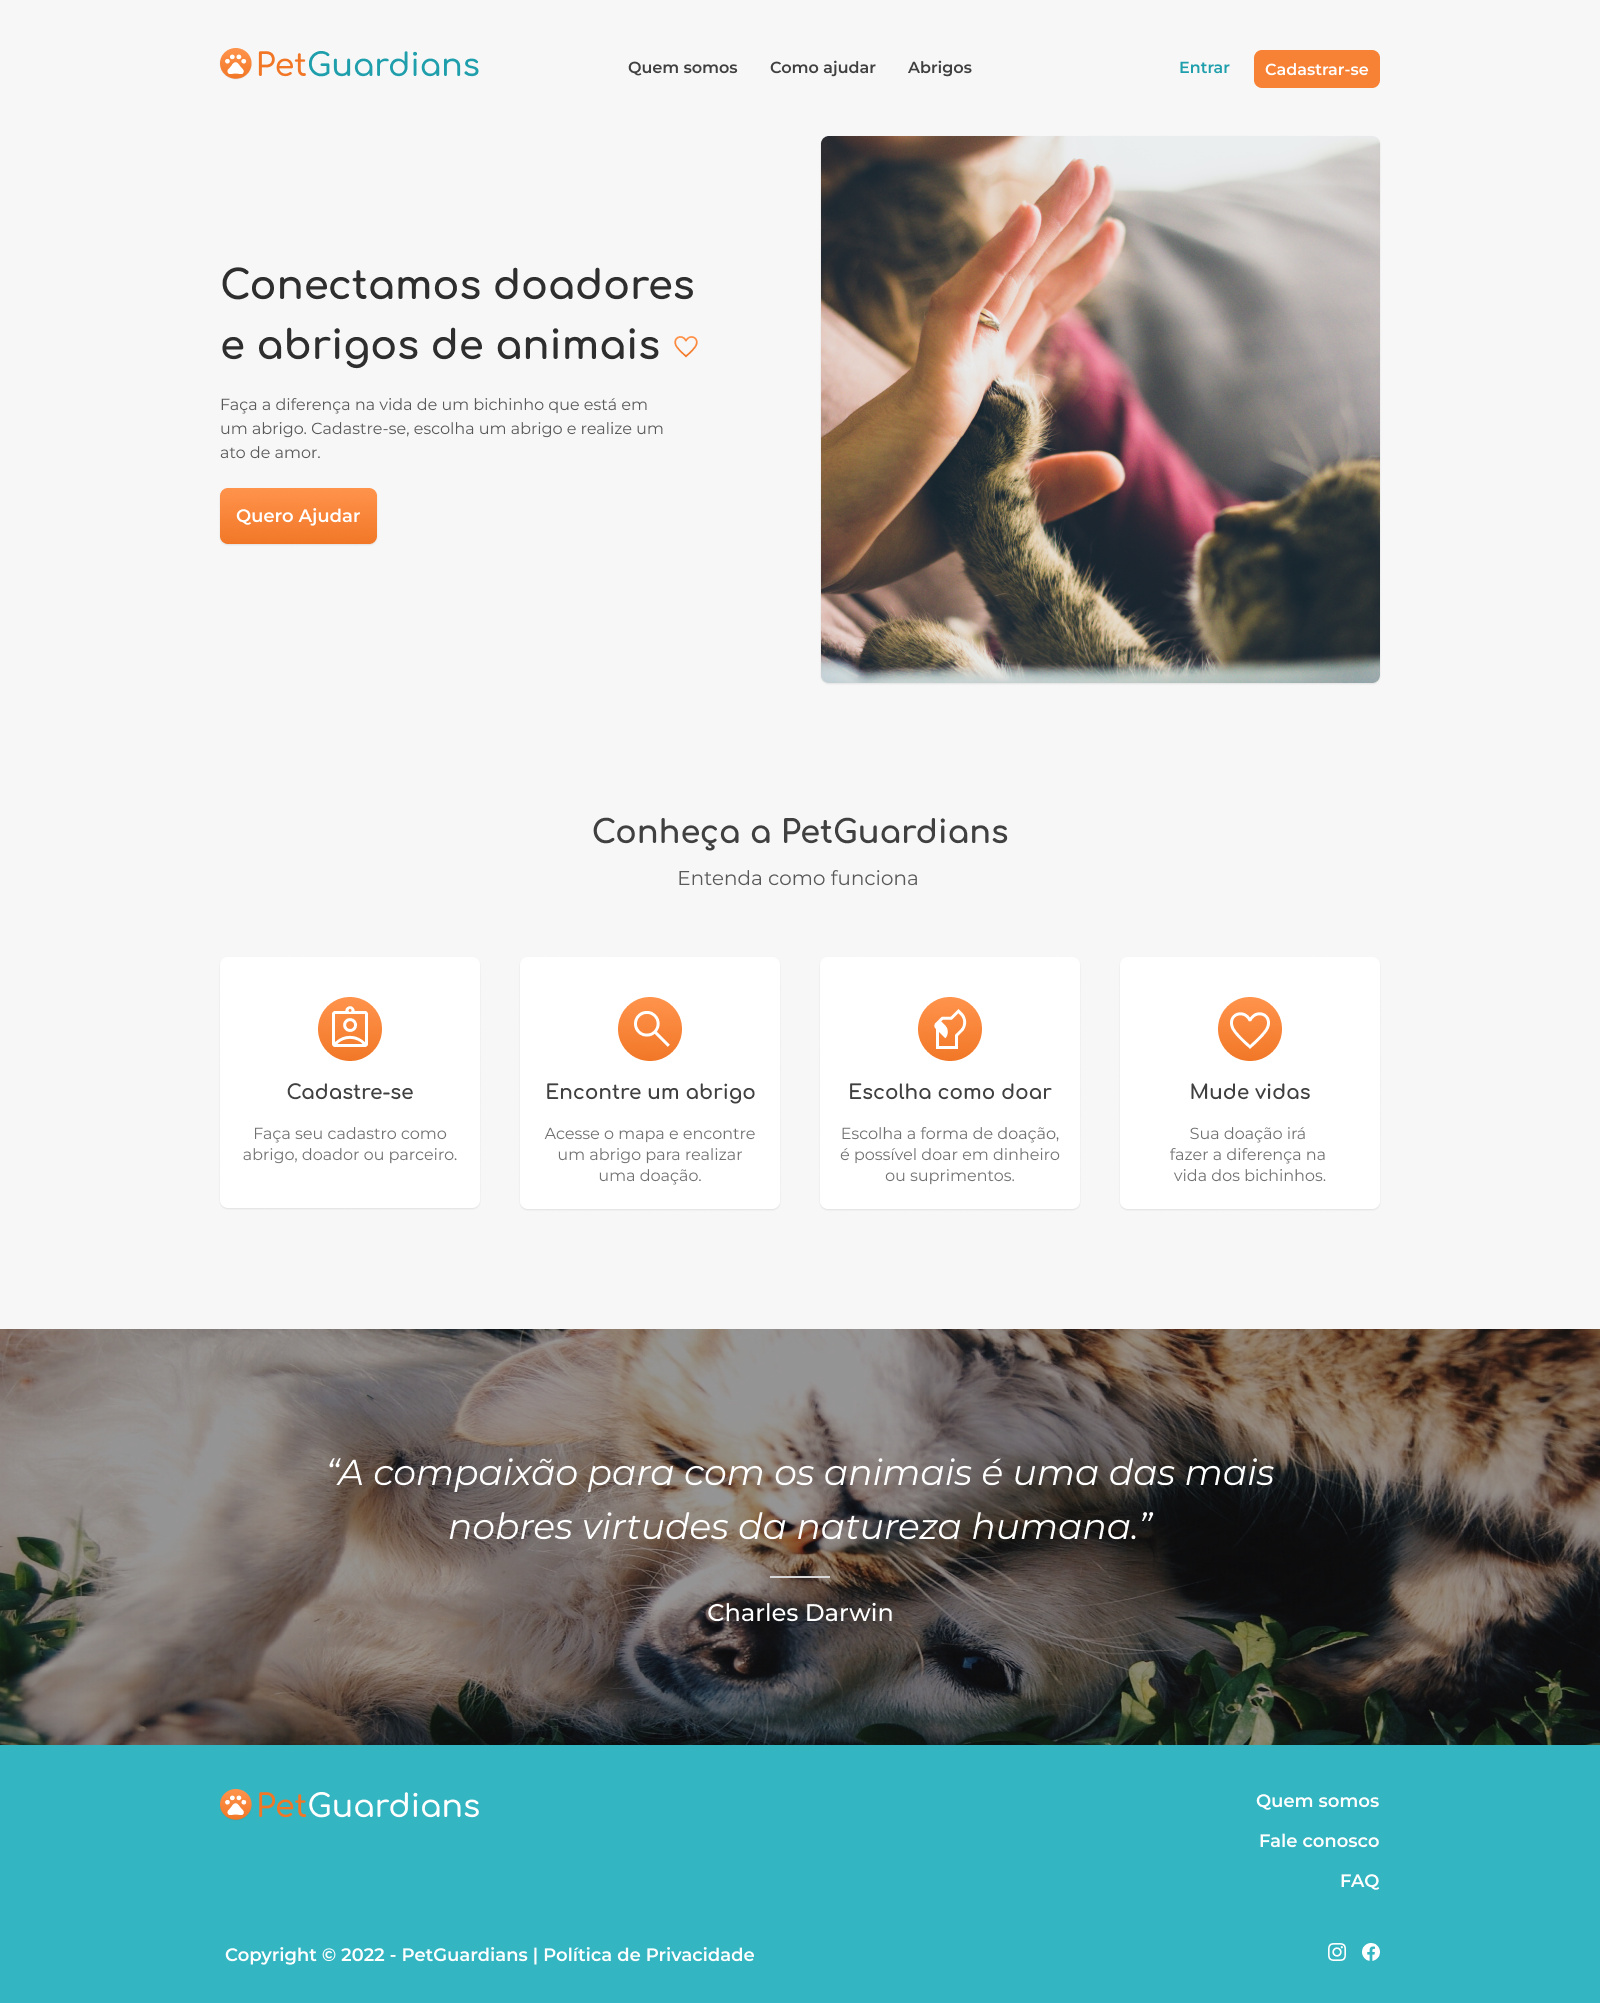 PetGuardians
Quem somos
Como ajudar
Abrigos
Entrar
Cadastrar-se
Conectamos doadores
e abrigos de animais
Faça a diferença na vida de um bichinho que está em
um abrigo. Cadastre-se, escolha um abrigo e realize um
ato de amor.
Quero Ajudar
Conheça a PetGuardians
Entenda como funciona
Cadastre-se
Faça seu cadastro como
abrigo, doador ou parceiro.
Encontre um abrigo
Acesse o mapa e encontre
um abrigo para realizar
uma doação.
Escolha como doar
Escolha a forma de doação,
é possível doar em dinheiro
ou suprimentos.
Mude vidas
Sua doação irá
fazer a diferença na
vida dos bichinhos.
“A compaixão para com os animais é uma das mais
nobres virtudes da natureza humana.”
Charles Darwin
PetGuardians
Quem somos
Fale conosco
FAQ
Copyright © 2022 - PetGuardians | Política de Privacidade